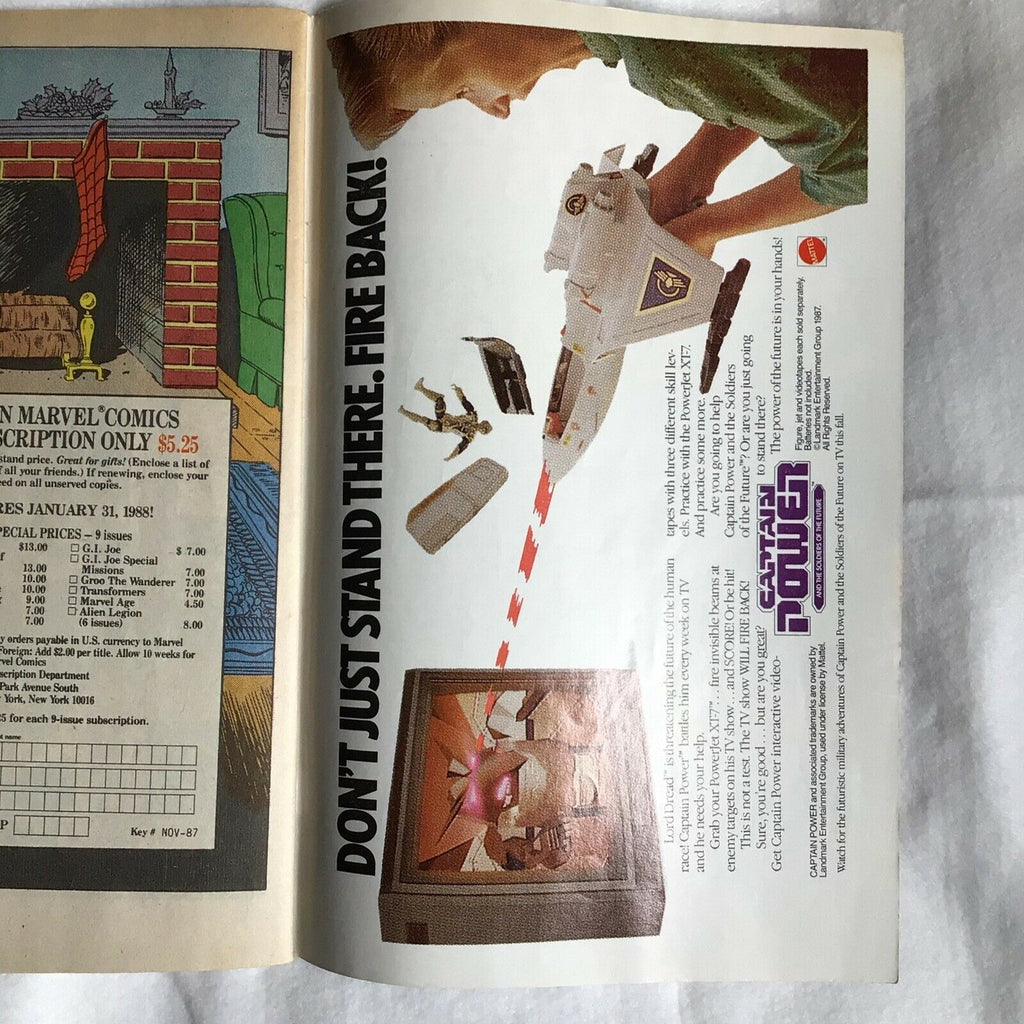 N MARVEL® COMICS
SCRIPTION ONLY $5.25
stand price. Great for gifts! (Enclose a list of
f all your friends.) If renewing, enclose your
eed on all unserved copies.
RES JANUARY 31, 1988!
PECIAL PRICES – 9 issues
$13.00
13.00
10.00
10.00
9.00
7.00
7.00
G.I. Joe $ 7.00
G.I. Joe Special
Missions 7.00
Groo The Wanderer 7.00
Transformers 7.00
Marvel Age 4.50
Alien Legion
(6 issues) 8.00
y orders payable in U.S. currency to Marvel
Foreign: Add $2.00 per title. Allow 10 weeks for
rvel Comics
scription Department
Park Avenue South
York, New York 10016
25 for each 9-issue subscription.
t name
P
Key # NOV-87
DON'T JUST STAND THERE. FIRE BACK!
Lord Dread™ is threatening the future of the human
race! Captain Power™ battles him every week on TV
and he needs your help.
Grab your PowerJet XT-7™ . . . fire invisible beams at
enemy targets on his TV show . . . and SCORE! Or be hit!
This is not a test. The TV show WILL FIRE BACK!
Sure, you're good . . . but are you great?
Get Captain Power interactive video-
tapes with three different skill lev-
els. Practice with the PowerJet XT-7.
And practice some more.
Are you going to help
Captain Power and the Soldiers
of the Future™? Or are you just going
to stand there?
The power of the future is in your hands!
CAPTAIN
POWER
AND THE SOLDIERS OF THE FUTURE
MATTEL
CAPTAIN POWER and associated trademarks are owned by
Landmark Entertainment Group, used under license by Mattel.
Figure, jet and videotapes each sold separately.
Batteries not included.
©Landmark Entertainment Group 1987.
All Rights Reserved.
Watch for the futuristic military adventures of Captain Power and the Soldiers of the Future on TV this fall.